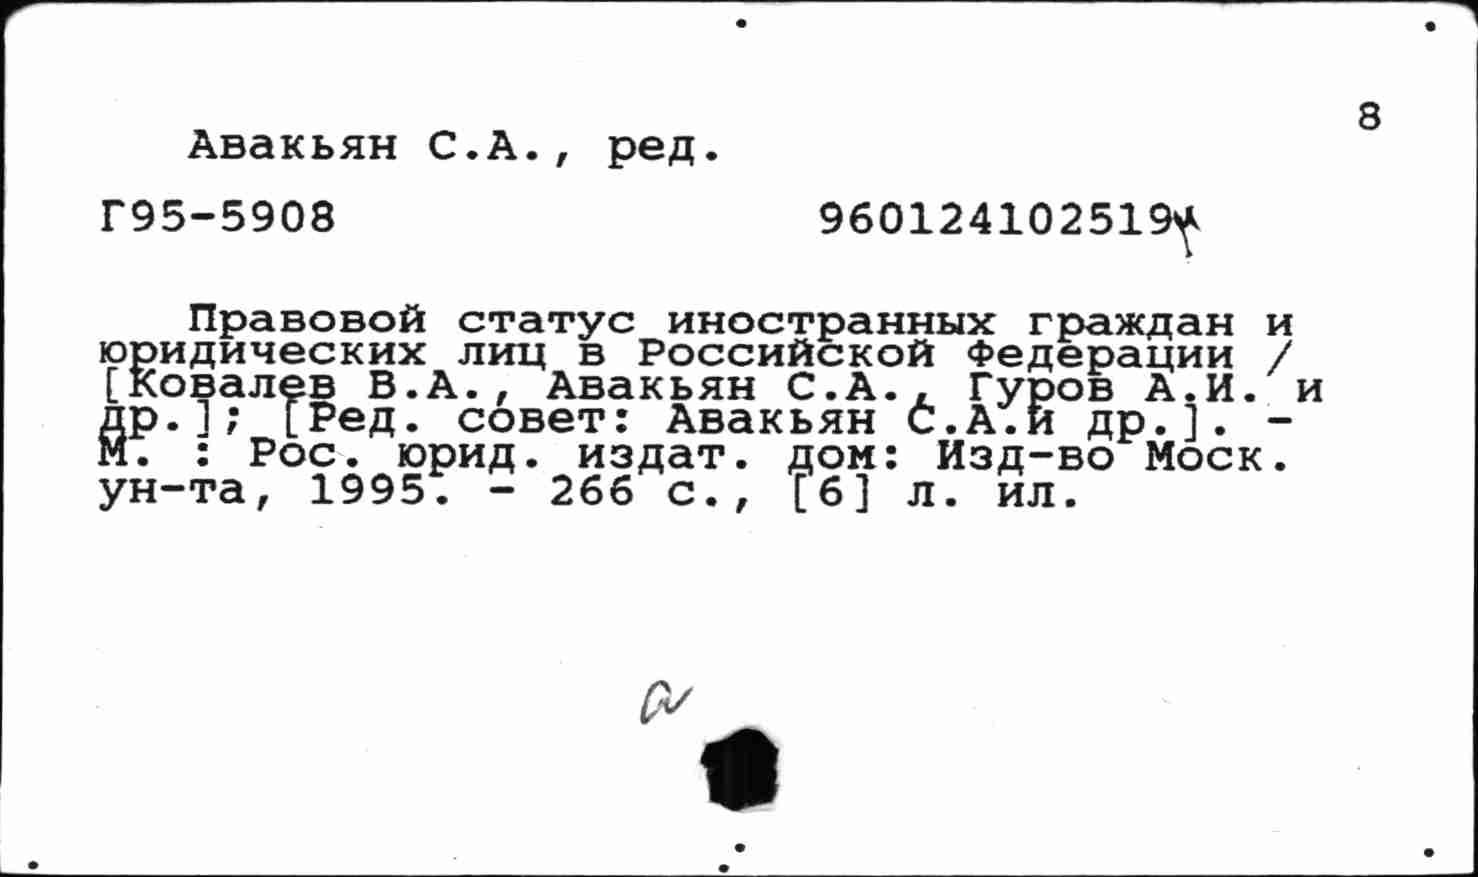 8
Авакьян С.А., ред.
Г95-5908 960124102519
Правовой статус иностранных граждан и
юридических лиц в Российской Федерации /
[Ковалев В.А., Авакьян С.А., Гуров А.И. и
др.]; [Ред. совет: Авакьян С.А.и др.]. -
М. : Рос. юрид. издат. дом: Изд-во Моск.
ун-та, 1995. - 266 с., [6] л. ил.